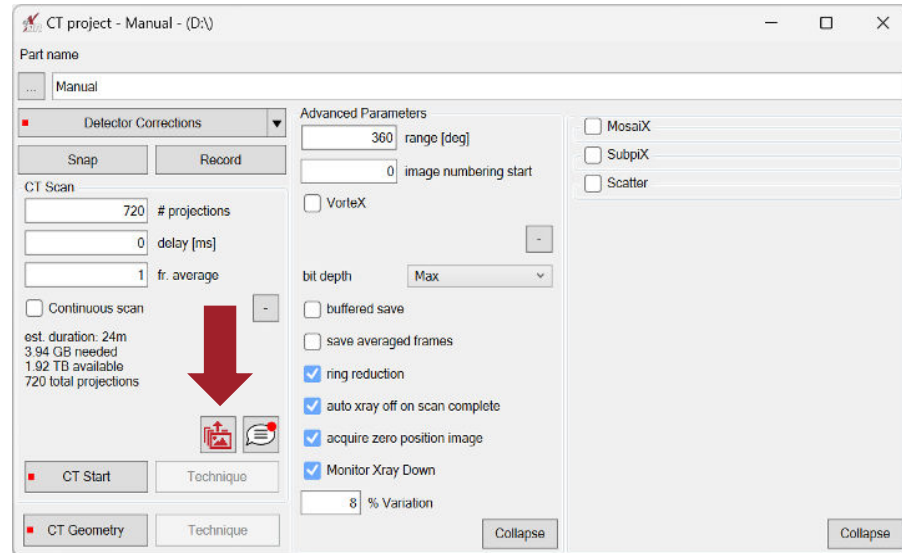 CT project - Manual - (D:\)
Part name
... Manual
Detector Corrections
Snap Record
CT Scan
720 # projections
0 delay [ms]
1 fr. average
Continuous scan -
est. duration: 24m
3.94 GB needed
1.92 TB available
720 total projections
CT Start Technique
CT Geometry Technique
Advanced Parameters
360 range [deg]
0 image numbering start
VorteX
-
bit depth Max
buffered save
save averaged frames
ring reduction
auto xray off on scan complete
acquire zero position image
Monitor Xray Down
8 % Variation
Collapse
MosaiX
SubpiX
Scatter
Collapse